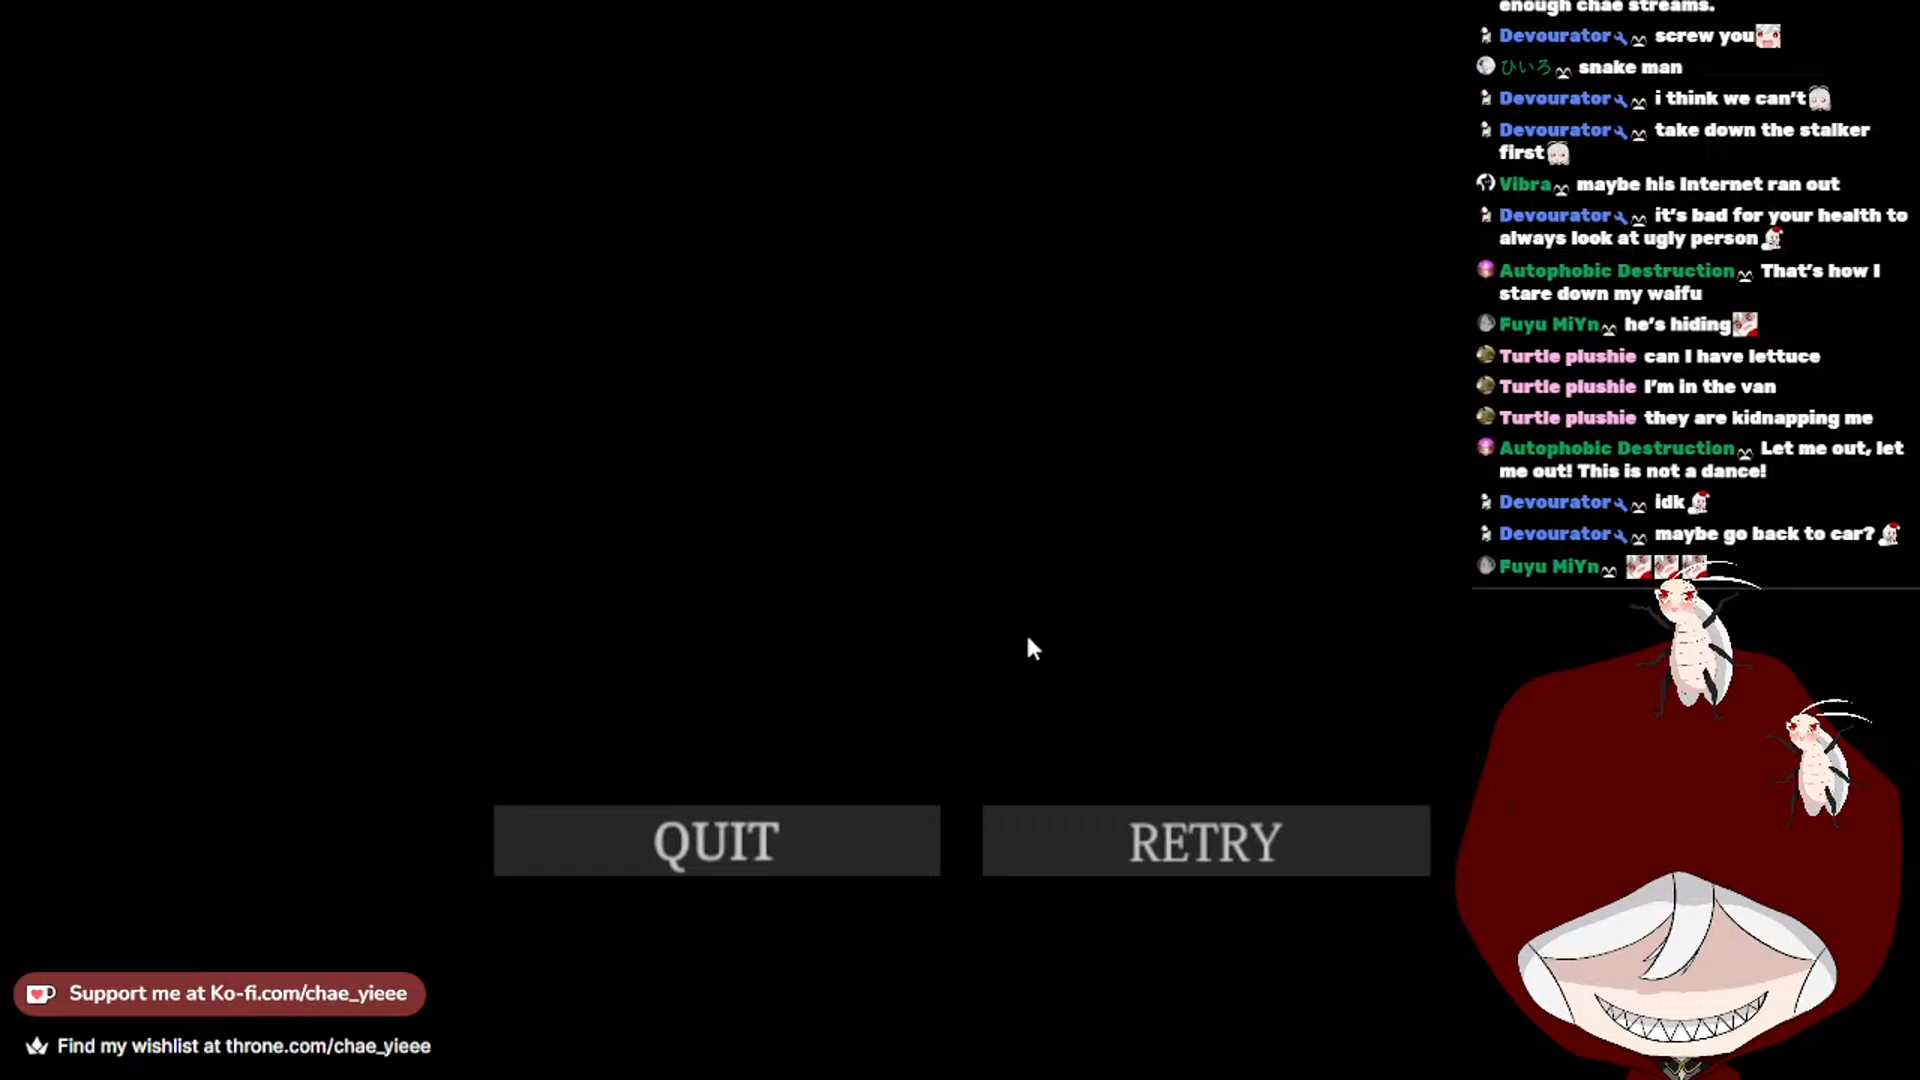 enough chae streams.
Devourator screw you
ひいろ snake man
Devourator i think we can't
Devourator take down the stalker
first
Vibra maybe his Internet ran out
Devourator it's bad for your health to
always look at ugly person
Autophobic Destruction That's how I
stare down my waifu
Fuyu MiYn he's hiding
Turtle plushie can I have lettuce
Turtle plushie I'm in the van
Turtle plushie they are kidnapping me
Autophobic Destruction Let me out, let
me out! This is not a dance!
Devourator idk
Devourator maybe go back to car?
Fuyu MiYn
QUIT
RETRY
Support me at Ko-fi.com/chae_yieee
Find my wishlist at throne.com/chae_yieee